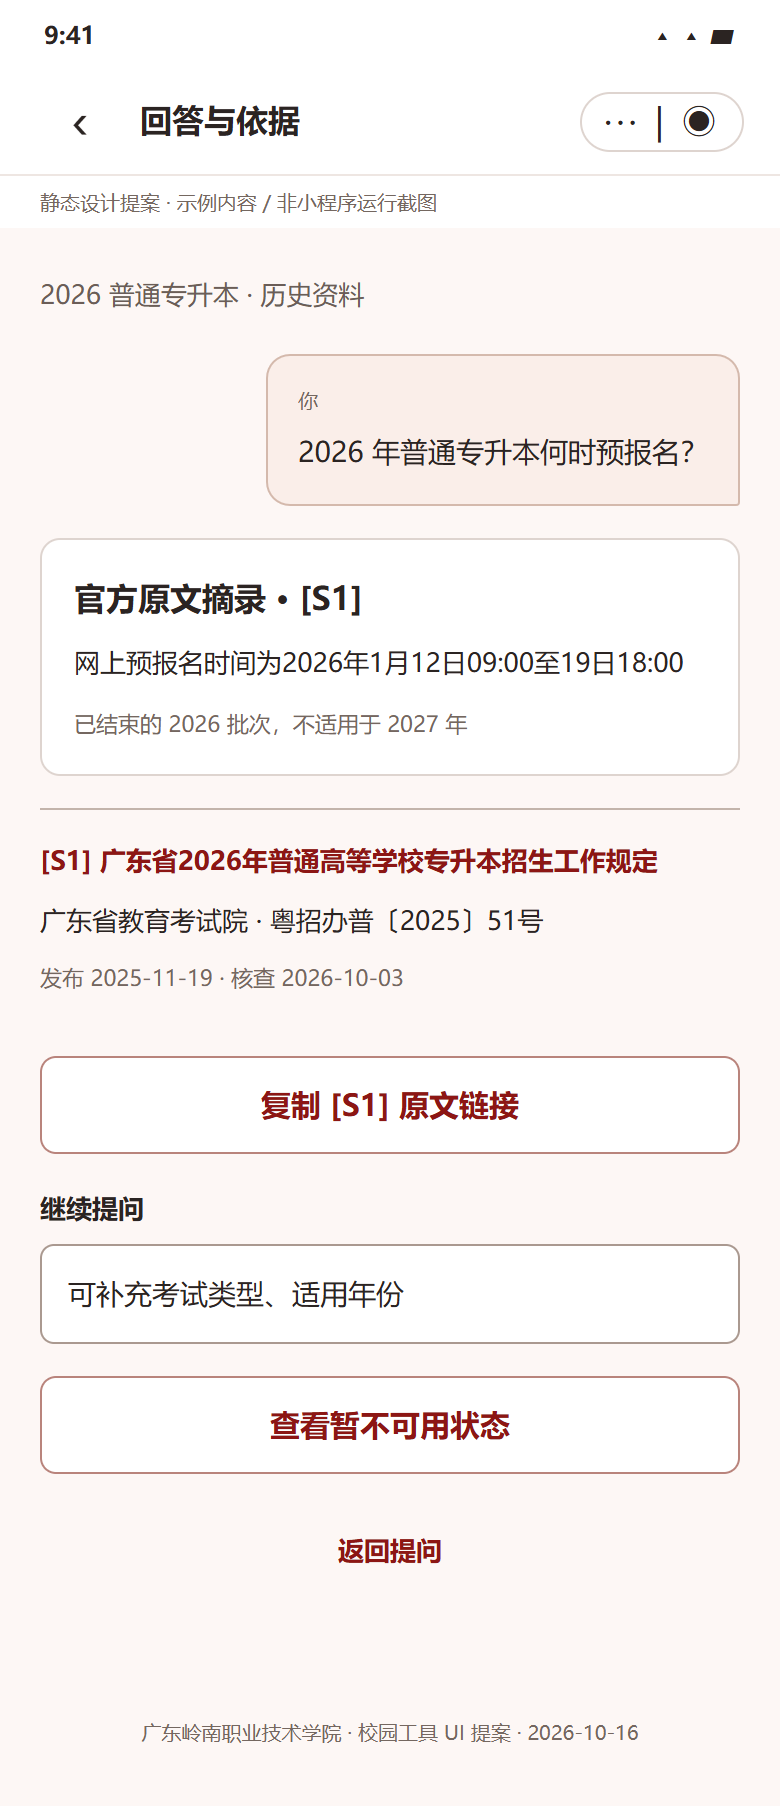 9:41
回答与依据
静态设计提案 · 示例内容 / 非小程序运行截图
2026 普通专升本 · 历史资料
你
2026 年普通专升本何时预报名？
官方原文摘录 · [S1]
网上预报名时间为2026年1月12日09:00至19日18:00
已结束的 2026 批次，不适用于 2027 年
[S1] 广东省2026年普通高等学校专升本招生工作规定
广东省教育考试院 · 粤招办普〔2025〕51号
发布 2025-11-19 · 核查 2026-10-03
复制 [S1] 原文链接
继续提问
可补充考试类型、适用年份
查看暂不可用状态
返回提问
广东岭南职业技术学院 · 校园工具 UI 提案 · 2026-10-16